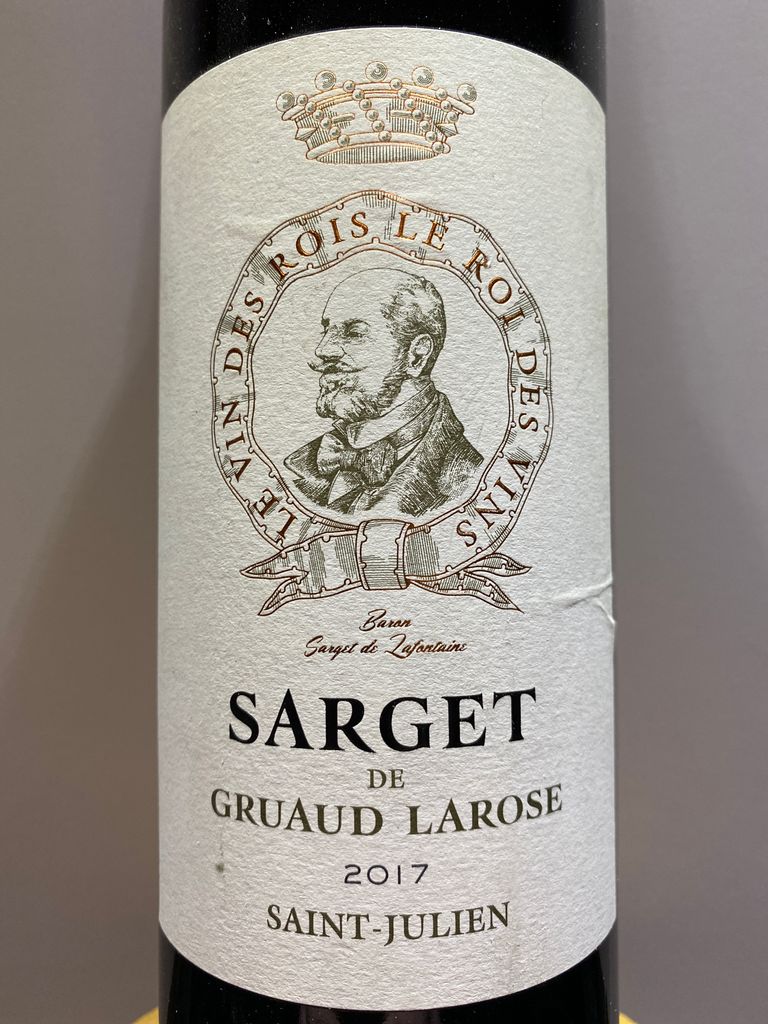 LE VIN DES ROIS LE ROI DES VINS
Baron
Sarget de Lafontaine
SARGET
DE
GRUAUD LAROSE
2017
SAINT-JULIEN